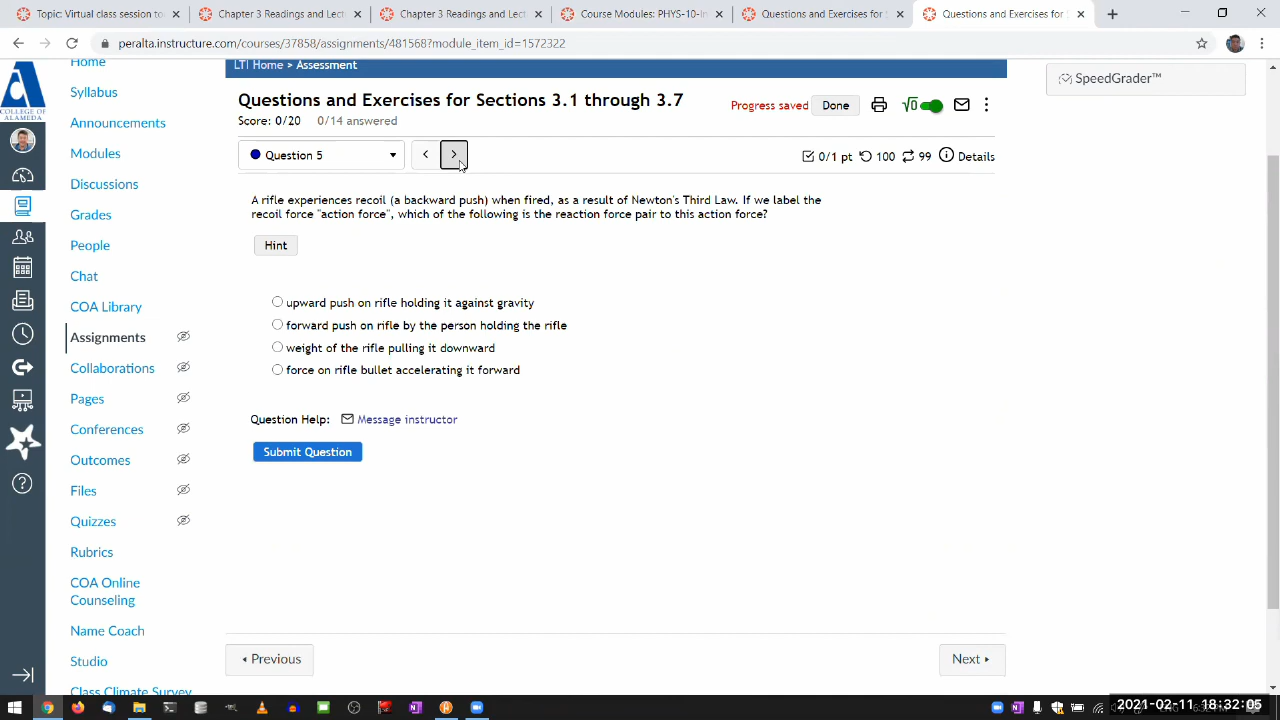 Topic: Virtual class session to
Chapter 3 Readings and Lect
Chapter 3 Readings and Lect
Course Modules: PHYS-10-In
Questions and Exercises for S
Questions and Exercises for S
peralta.instructure.com/courses/37858/assignments/481568?module_item_id=1572322
COLLEGE OF
ALAMEDA
Home
Syllabus
Announcements
Modules
Discussions
Grades
People
Chat
COA Library
Assignments
Collaborations
Pages
Conferences
Outcomes
Files
Quizzes
Rubrics
COA Online
Counseling
Name Coach
Studio
Class Climate Survey
LTI Home > Assessment
SpeedGrader™
Questions and Exercises for Sections 3.1 through 3.7
Progress saved Done √0
Score: 0/20 0/14 answered
Question 5 < >
0/1 pt 100 99 Details
A rifle experiences recoil (a backward push) when fired, as a result of Newton's Third Law. If we label the
recoil force "action force", which of the following is the reaction force pair to this action force?
Hint
upward push on rifle holding it against gravity
forward push on rifle by the person holding the rifle
weight of the rifle pulling it downward
force on rifle bullet accelerating it forward
Question Help: Message instructor
Submit Question
Previous
Next
2021-02-11 18:32:05